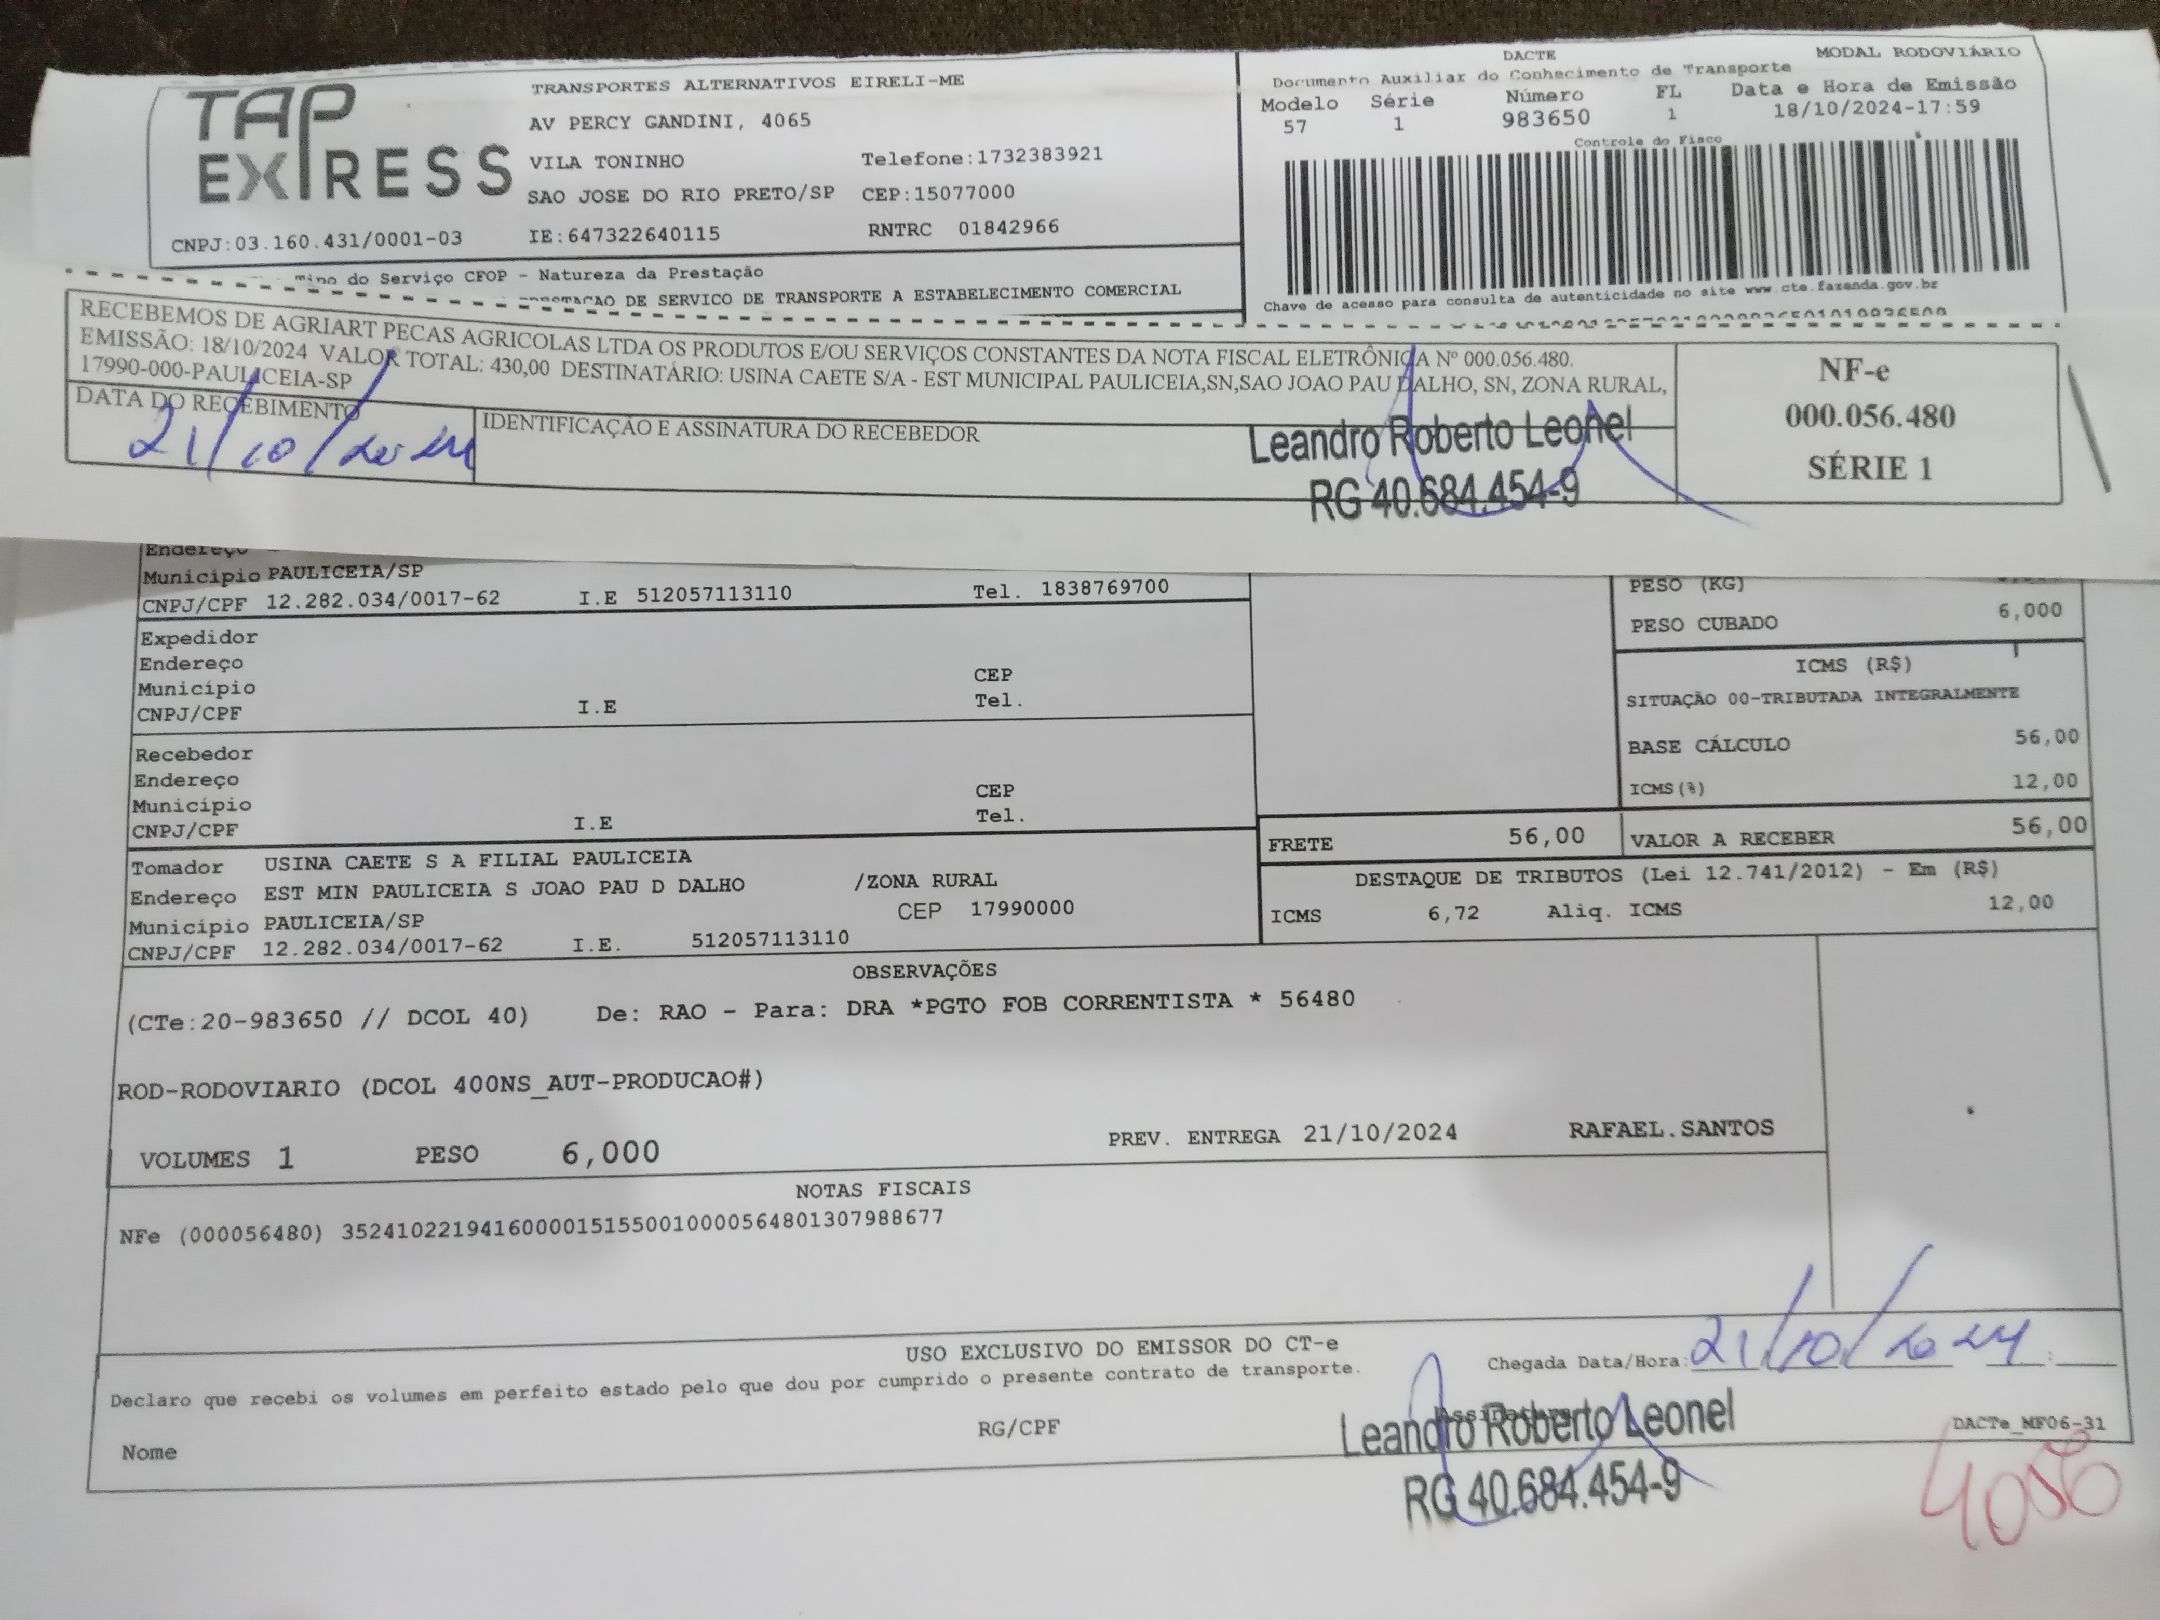 TAP EXPRESS
TRANSPORTES ALTERNATIVOS EIRELI-ME
AV PERCY GANDINI, 4065
VILA TONINHO Telefone:1732383921
SAO JOSE DO RIO PRETO/SP CEP:15077000
CNPJ:03.160.431/0001-03 IE:647322640115 RNTRC 01842966
do Serviço CFOP - Natureza da Prestação
DE SERVICO DE TRANSPORTE A ESTABELECIMENTO COMERCIAL
DACTE MODAL RODOVIÁRIO
Documento Auxiliar do Conhecimento de Transporte
Modelo Série Número FL Data e Hora de Emissão
57 1 983650 1 18/10/2024-17:59
Controle do Fisco
Chave de acesso para consulta de autenticidade no site www.cte.fazenda.gov.br
RECEBEMOS DE AGRIART PECAS AGRICOLAS LTDA OS PRODUTOS E/OU SERVIÇOS CONSTANTES DA NOTA FISCAL ELETRÔNICA Nº 000.056.480.
EMISSÃO: 18/10/2024 VALOR TOTAL: 430,00 DESTINATÁRIO: USINA CAETE S/A - EST MUNICIPAL PAULICEIA,SN,SAO JOAO PAU DALHO, SN, ZONA RURAL,
17990-000-PAULICEIA-SP
DATA DO RECEBIMENTO
21/10/2024
IDENTIFICAÇÃO E ASSINATURA DO RECEBEDOR
Leandro Roberto Leonel
RG 40.684.454-9
NF-e
000.056.480
SÉRIE 1
Endereço
Município PAULICEIA/SP
CNPJ/CPF 12.282.034/0017-62 I.E 512057113110 Tel. 1838769700
Expedidor
Endereço
Município CEP
CNPJ/CPF I.E Tel.
Recebedor
Endereço
Município CEP
CNPJ/CPF I.E Tel.
Tomador USINA CAETE S A FILIAL PAULICEIA
Endereço EST MIN PAULICEIA S JOAO PAU D DALHO /ZONA RURAL
Município PAULICEIA/SP CEP 17990000
CNPJ/CPF 12.282.034/0017-62 I.E. 512057113110
PESO (KG)
PESO CUBADO 6,000
ICMS (R$)
SITUAÇÃO 00-TRIBUTADA INTEGRALMENTE
BASE CÁLCULO 56,00
ICMS(%) 12,00
FRETE 56,00 VALOR A RECEBER 56,00
DESTAQUE DE TRIBUTOS (Lei 12.741/2012) - Em (R$)
ICMS 6,72 Aliq. ICMS 12,00
OBSERVAÇÕES
(CTe:20-983650 // DCOL 40) De: RAO - Para: DRA *PGTO FOB CORRENTISTA * 56480
ROD-RODOVIARIO (DCOL 400NS_AUT-PRODUCAO#)
VOLUMES 1 PESO 6,000 PREV. ENTREGA 21/10/2024 RAFAEL.SANTOS
NOTAS FISCAIS
NFe (000056480) 35241022194160000151550010000564801307988677
USO EXCLUSIVO DO EMISSOR DO CT-e
Declaro que recebi os volumes em perfeito estado pelo que dou por cumprido o presente contrato de transporte.
Chegada Data/Hora: 21/10/2024 :
Nome RG/CPF Assinatura
Leandro Roberto Leonel
RG 40.684.454-9
DACTe_MF06-31